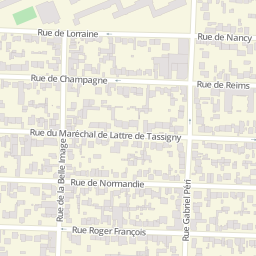 Rue de Lorraine
Rue de Nancy
Rue de Champagne
Rue de Reims
Rue du Maréchal de Lattre de Tassigny
Rue de la Belle Image
Rue de Normandie
Rue Gabriel Péri
Rue Roger François